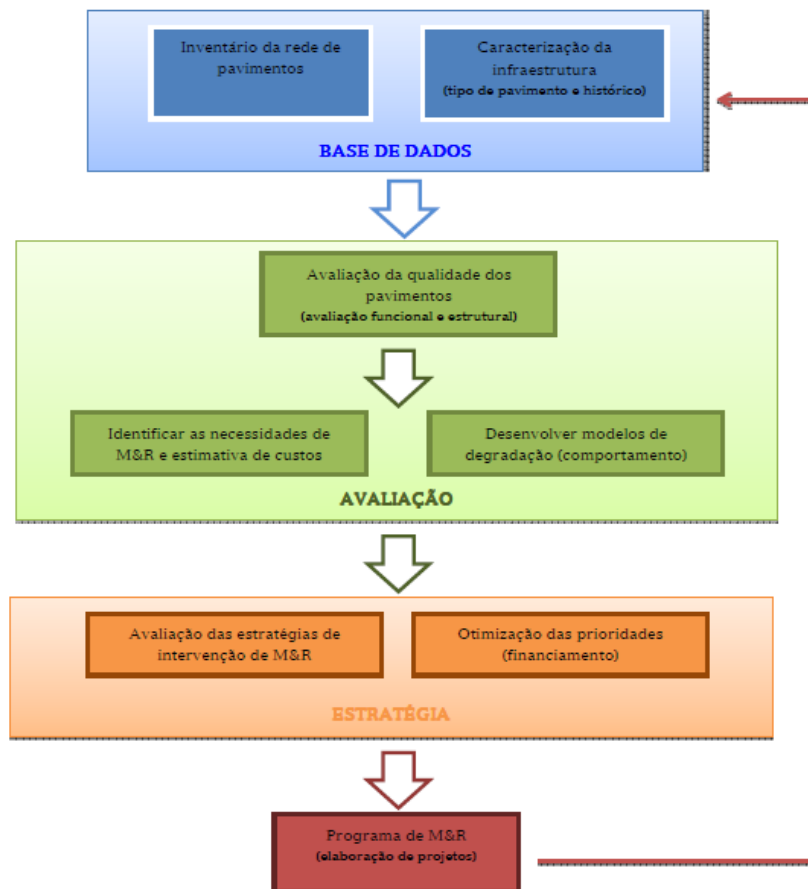 Inventário da rede de
pavimentos
Caracterização da
infraestrutura
(tipo de pavimento e histórico)
BASE DE DADOS
Avaliação da qualidade dos
pavimentos
(avaliação funcional e estrutural)
Identificar as necessidades de
M&R e estimativa de custos
Desenvolver modelos de
degradação (comportamento)
AVALIAÇÃO
Avaliação das estratégias de
intervenção de M&R
Otimização das prioridades
(financiamento)
ESTRATÉGIA
Programa de M&R
(elaboração de projetos)